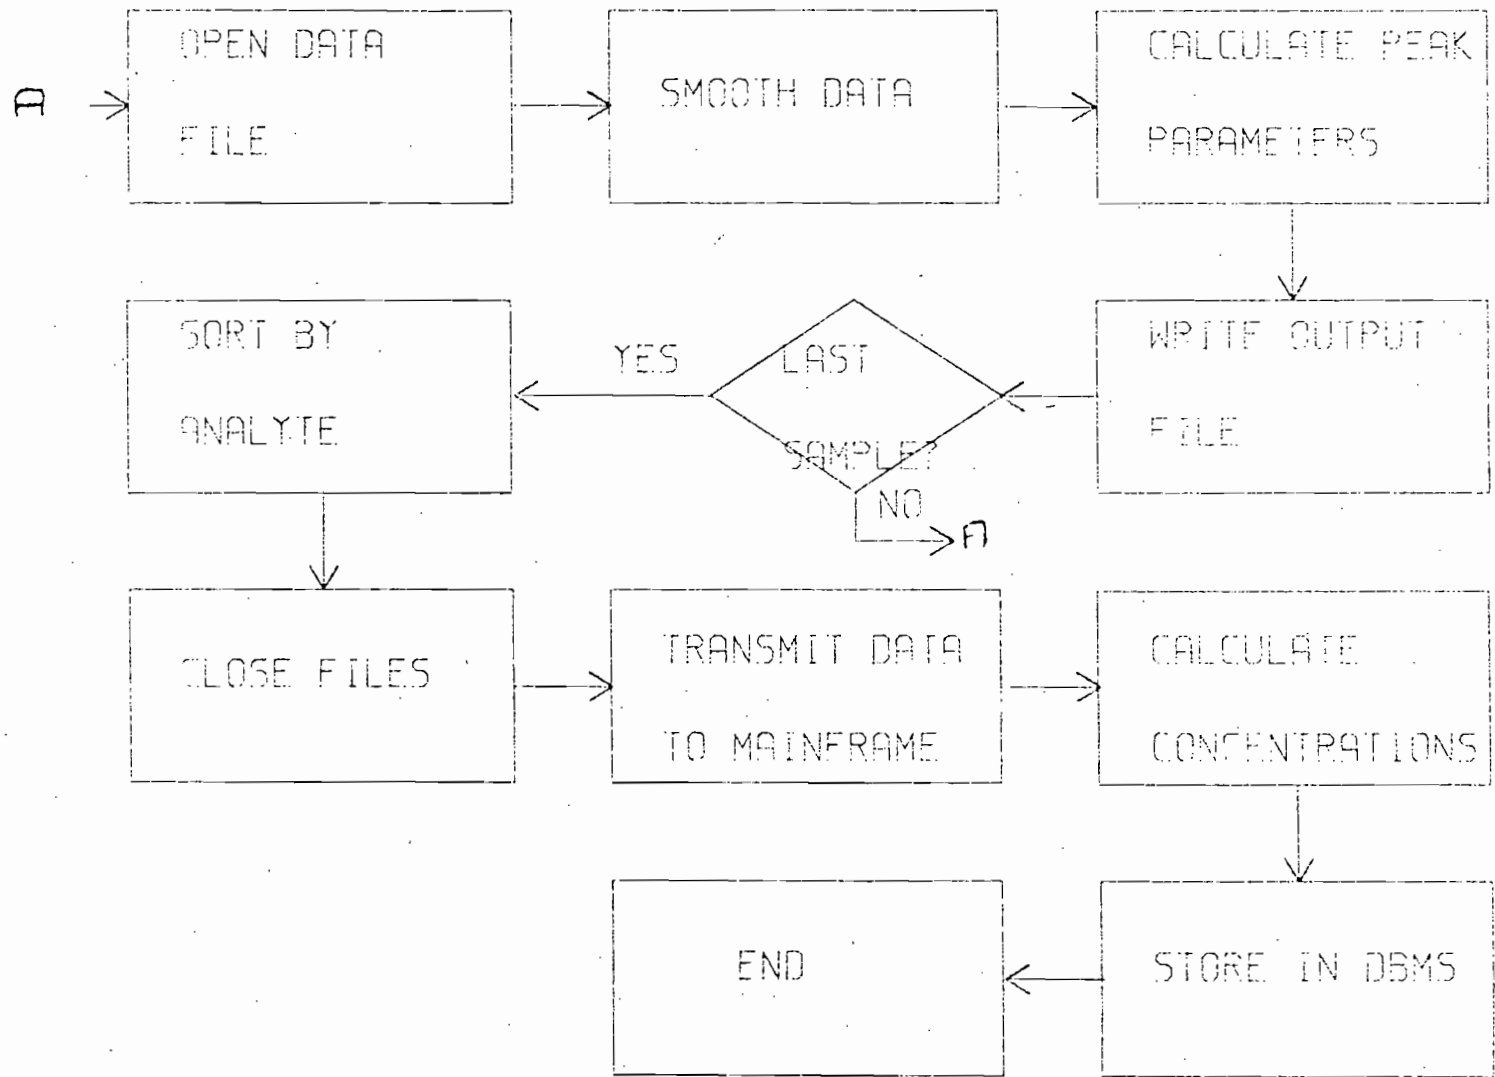 D
OPEN DATA
FILE
SMOOTH DATA
CALCULATE PEAK
PARAMETERS
WRITE OUTPUT
FILE
LAST
SAMPLE?
YES
NO
A
SORT BY
ANALYTE
CLOSE FILES
TRANSMIT DATA
TO MAINFRAME
CALCULATE
CONCENTRATIONS
STORE IN DBMS
END